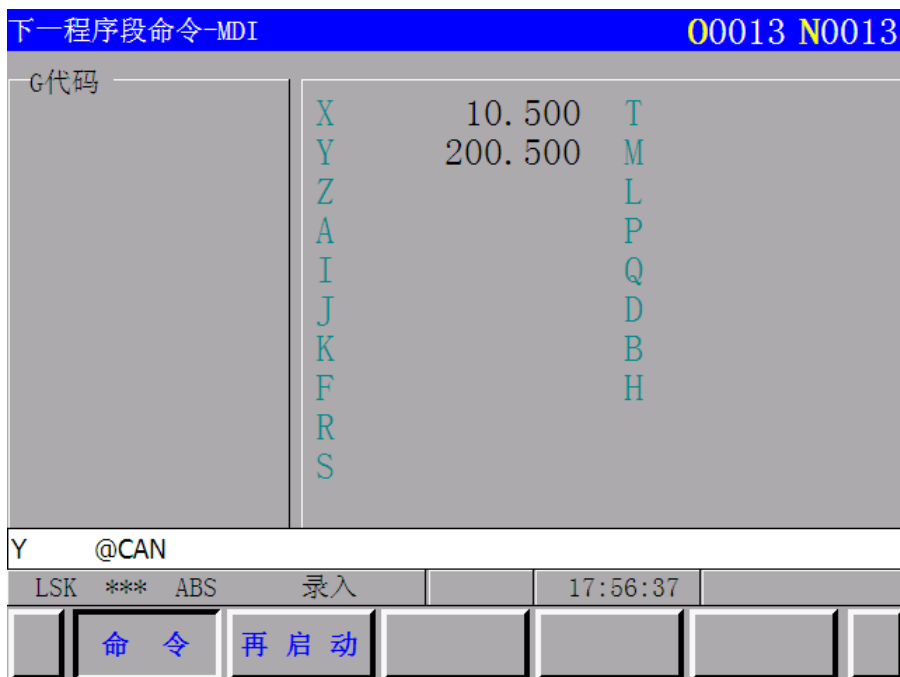 下一程序段命令-MDI O0013 N0013
G代码
X 10.500 T
Y 200.500 M
Z L
A P
I Q
J D
K B
F H
R
S
Y @CAN
LSK *** ABS 录入 17:56:37
命 令 再 启 动